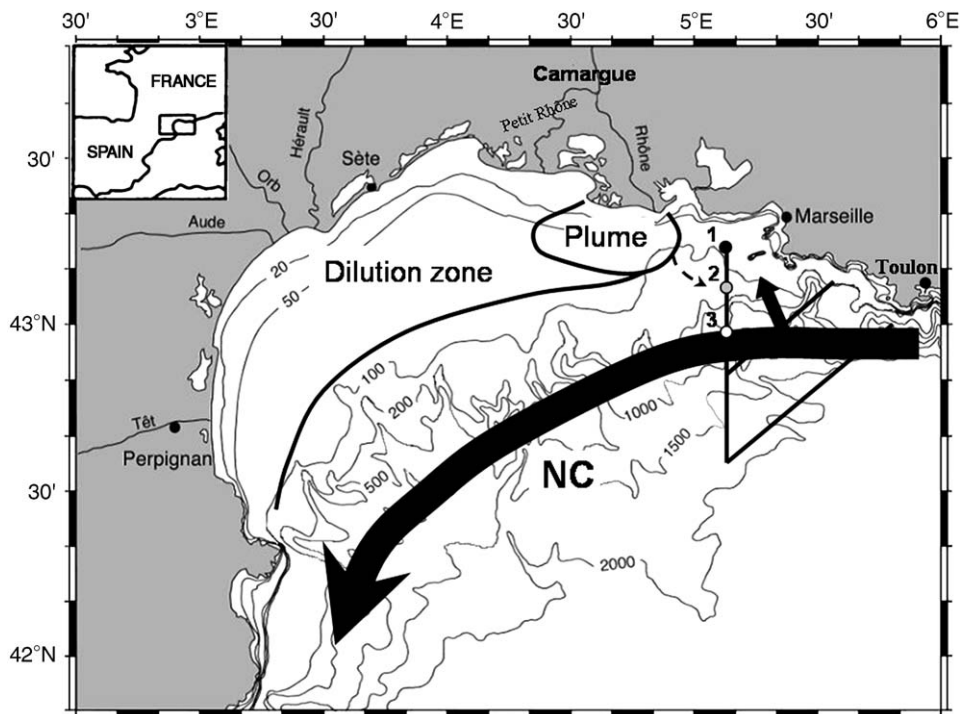 30'
3°E
30'
4°E
30'
5°E
30'
6°E
FRANCE
SPAIN
Camargue
Petit Rhône
Hérault
Rhône
30'
Sète
Orb
Marseille
Aude
Plume
1
Dilution zone
20
2
Toulon
50
43°N
3
100
200
1000
1500
Têt
Perpignan
500
NC
30'
2000
42°N